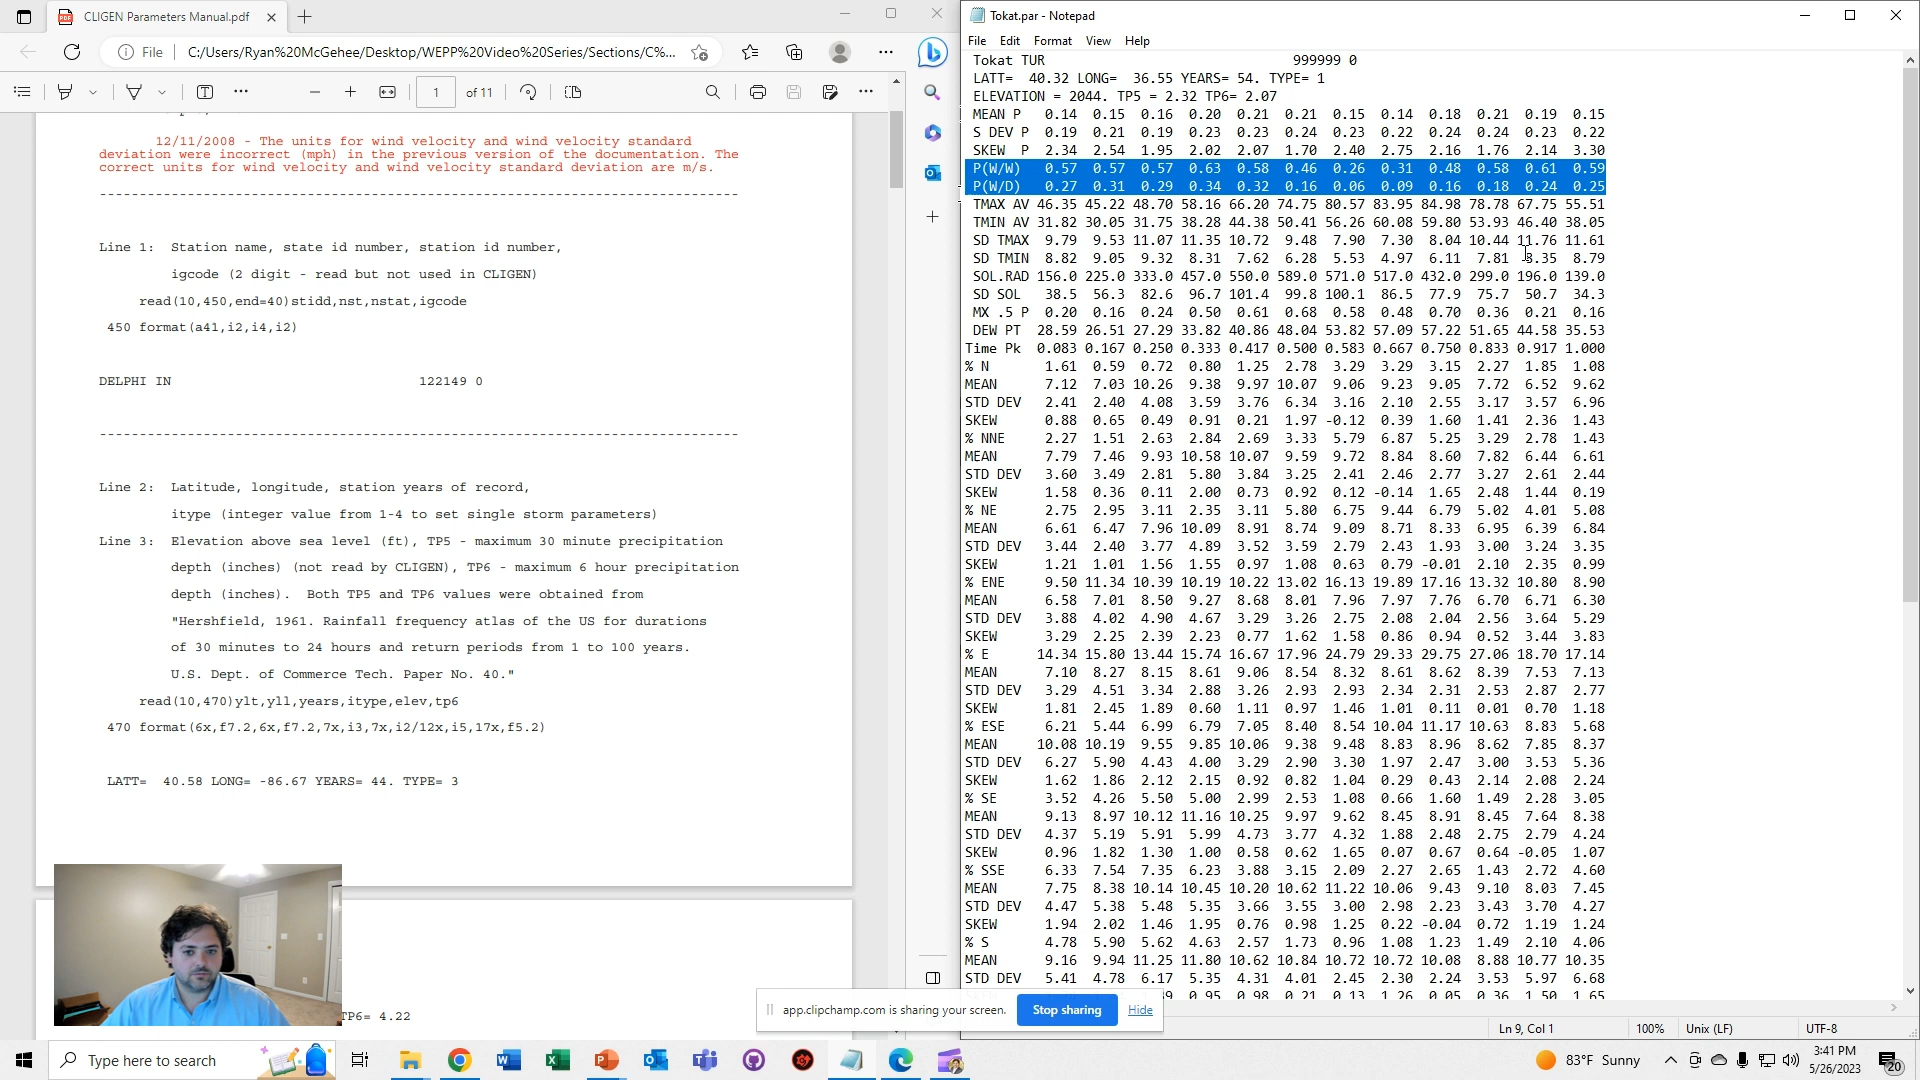 CLIGEN Parameters Manual.pdf
File
C:/Users/Ryan%20McGehee/Desktop/WEPP%20Video%20Series/Sections/C%...
1 of 11
12/11/2008 - The units for wind velocity and wind velocity standard
deviation were incorrect (mph) in the previous version of the documentation. The
correct units for wind velocity and wind velocity standard deviation are m/s.
--------------------------------------------------------------------------------
Line 1: Station name, state id number, station id number,
igcode (2 digit - read but not used in CLIGEN)
read(10,450,end=40)stidd,nst,nstat,igcode
450 format(a41,i2,i4,i2)
DELPHI IN 122149 0
--------------------------------------------------------------------------------
Line 2: Latitude, longitude, station years of record,
itype (integer value from 1-4 to set single storm parameters)
Line 3: Elevation above sea level (ft), TP5 - maximum 30 minute precipitation
depth (inches) (not read by CLIGEN), TP6 - maximum 6 hour precipitation
depth (inches). Both TP5 and TP6 values were obtained from
"Hershfield, 1961. Rainfall frequency atlas of the US for durations
of 30 minutes to 24 hours and return periods from 1 to 100 years.
U.S. Dept. of Commerce Tech. Paper No. 40."
read(10,470)ylt,yll,years,itype,elev,tp6
470 format(6x,f7.2,6x,f7.2,7x,i3,7x,i2/12x,i5,17x,f5.2)
LATT= 40.58 LONG= -86.67 YEARS= 44. TYPE= 3
TP6= 4.22
Tokat.par - Notepad
File Edit Format View Help
Tokat TUR 999999 0
LATT= 40.32 LONG= 36.55 YEARS= 54. TYPE= 1
ELEVATION = 2044. TP5 = 2.32 TP6= 2.07
MEAN P 0.14 0.15 0.16 0.20 0.21 0.21 0.15 0.14 0.18 0.21 0.19 0.15
S DEV P 0.19 0.21 0.19 0.23 0.23 0.24 0.23 0.22 0.24 0.24 0.23 0.22
SKEW P 2.34 2.54 1.95 2.02 2.07 1.70 2.40 2.75 2.16 1.76 2.14 3.30
P(W/W) 0.57 0.57 0.57 0.63 0.58 0.46 0.26 0.31 0.48 0.58 0.61 0.59
P(W/D) 0.27 0.31 0.29 0.34 0.32 0.16 0.06 0.09 0.16 0.18 0.24 0.25
TMAX AV 46.35 45.22 48.70 58.16 66.20 74.75 80.57 83.95 84.98 78.78 67.75 55.51
TMIN AV 31.82 30.05 31.75 38.28 44.38 50.41 56.26 60.08 59.80 53.93 46.40 38.05
SD TMAX 9.79 9.53 11.07 11.35 10.72 9.48 7.90 7.30 8.04 10.44 11.76 11.61
SD TMIN 8.82 9.05 9.32 8.31 7.62 6.28 5.53 4.97 6.11 7.81 8.35 8.79
SOL.RAD 156.0 225.0 333.0 457.0 550.0 589.0 571.0 517.0 432.0 299.0 196.0 139.0
SD SOL 38.5 56.3 82.6 96.7 101.4 99.8 100.1 86.5 77.9 75.7 50.7 34.3
MX .5 P 0.20 0.16 0.24 0.50 0.61 0.68 0.58 0.48 0.70 0.36 0.21 0.16
DEW PT 28.59 26.51 27.29 33.82 40.86 48.04 53.82 57.09 57.22 51.65 44.58 35.53
Time Pk 0.083 0.167 0.250 0.333 0.417 0.500 0.583 0.667 0.750 0.833 0.917 1.000
% N 1.61 0.59 0.72 0.80 1.25 2.78 3.29 3.29 3.15 2.27 1.85 1.08
MEAN 7.12 7.03 10.26 9.38 9.97 10.07 9.06 9.23 9.05 7.72 6.52 9.62
STD DEV 2.41 2.40 4.08 3.59 3.76 6.34 3.16 2.10 2.55 3.17 3.57 6.96
SKEW 0.88 0.65 0.49 0.91 0.21 1.97 -0.12 0.39 1.60 1.41 2.36 1.43
% NNE 2.27 1.51 2.63 2.84 2.69 3.33 5.79 6.87 5.25 3.29 2.78 1.43
MEAN 7.79 7.46 9.93 10.58 10.07 9.59 9.72 8.84 8.60 7.82 6.44 6.61
STD DEV 3.60 3.49 2.81 5.80 3.84 3.25 2.41 2.46 2.77 3.27 2.61 2.44
SKEW 1.58 0.36 0.11 2.00 0.73 0.92 0.12 -0.14 1.65 2.48 1.44 0.19
% NE 2.75 2.95 3.11 2.35 3.11 5.80 6.75 9.44 6.79 5.02 4.01 5.08
MEAN 6.61 6.47 7.96 10.09 8.91 8.74 9.09 8.71 8.33 6.95 6.39 6.84
STD DEV 3.44 2.40 3.77 4.89 3.52 3.59 2.79 2.43 1.93 3.00 3.24 3.35
SKEW 1.21 1.01 1.56 1.55 0.97 1.08 0.63 0.79 -0.01 2.10 2.35 0.99
% ENE 9.50 11.34 10.39 10.19 10.22 13.02 16.13 19.89 17.16 13.32 10.80 8.90
MEAN 6.58 7.01 8.50 9.27 8.68 8.01 7.96 7.97 7.76 6.70 6.71 6.30
STD DEV 3.88 4.02 4.90 4.67 3.29 3.26 2.75 2.08 2.04 2.56 3.64 5.29
SKEW 3.29 2.25 2.39 2.23 0.77 1.62 1.58 0.86 0.94 0.52 3.44 3.83
% E 14.34 15.80 13.44 15.74 16.67 17.96 24.79 29.33 29.75 27.06 18.70 17.14
MEAN 7.10 8.27 8.15 8.61 9.06 8.54 8.32 8.61 8.62 8.39 7.53 7.13
STD DEV 3.29 4.51 3.34 2.88 3.26 2.93 2.93 2.34 2.31 2.53 2.87 2.77
SKEW 1.81 2.45 1.89 0.60 1.11 0.97 1.46 1.01 0.11 0.01 0.70 1.18
% ESE 6.21 5.44 6.99 6.79 7.05 8.40 8.54 10.04 11.17 10.63 8.83 5.68
MEAN 10.08 10.19 9.55 9.85 10.06 9.38 9.48 8.83 8.96 8.62 7.85 8.37
STD DEV 6.27 5.90 4.43 4.00 3.29 2.90 3.30 1.97 2.47 3.00 3.53 5.36
SKEW 1.62 1.86 2.12 2.15 0.92 0.82 1.04 0.29 0.43 2.14 2.08 2.24
% SE 3.52 4.26 5.50 5.00 2.99 2.53 1.08 0.66 1.60 1.49 2.28 3.05
MEAN 9.13 8.97 10.12 11.16 10.25 9.97 9.62 8.45 8.91 8.45 7.64 8.38
STD DEV 4.37 5.19 5.91 5.99 4.73 3.77 4.32 1.88 2.48 2.75 2.79 4.24
SKEW 0.96 1.82 1.30 1.00 0.58 0.62 1.65 0.07 0.67 0.64 -0.05 1.07
% SSE 6.33 7.54 7.35 6.23 3.88 3.15 2.09 2.27 2.65 1.43 2.72 4.60
MEAN 7.75 8.38 10.14 10.45 10.20 10.62 11.22 10.06 9.43 9.10 8.03 7.45
STD DEV 4.47 5.38 5.48 5.35 3.66 3.55 3.00 2.98 2.23 3.43 3.70 4.27
SKEW 1.94 2.02 1.46 1.95 0.76 0.98 1.25 0.22 -0.04 0.72 1.19 1.24
% S 4.78 5.90 5.62 4.63 2.57 1.73 0.96 1.08 1.23 1.49 2.10 4.06
MEAN 9.16 9.94 11.25 11.80 10.62 10.84 10.72 10.72 10.08 8.88 10.77 10.35
STD DEV 5.41 4.78 6.17 5.35 4.31 4.01 2.45 2.30 2.24 3.53 5.97 6.68
0.95 0.98 0.21 0.13 1.26 0.05 0.36 1.50 1.65
app.clipchamp.com is sharing your screen.
Stop sharing
Hide
Ln 9, Col 1 100% Unix (LF) UTF-8
Type here to search
83°F Sunny
3:41 PM
5/26/2023
20